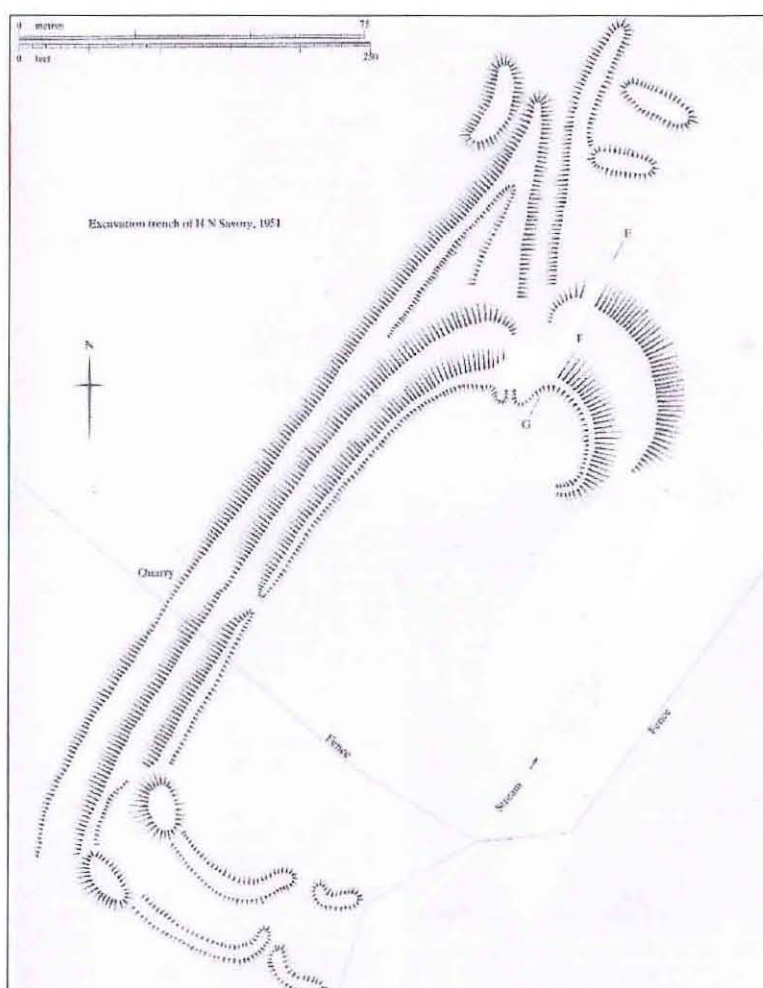 0 metres 75
0 feet 250
Excavation trench of H N Savory, 1951
E
N
F
G
Quarry
Fence
Fence
Stream